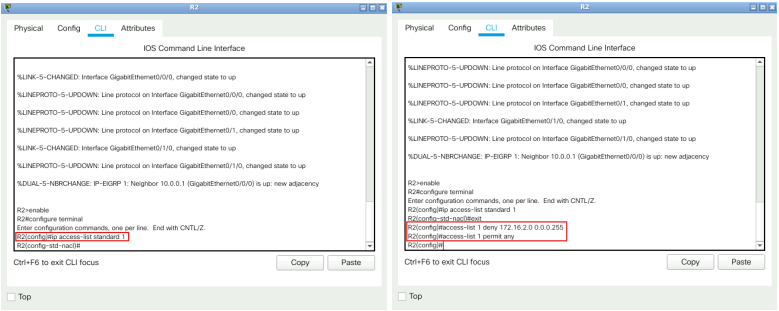 R2
Physical Config CLI Attributes
IOS Command Line Interface
%LINK-5-CHANGED: Interface GigabitEthernet0/0/0, changed state to up
%LINEPROTO-5-UPDOWN: Line protocol on Interface GigabitEthernet0/0/0, changed state to up
%LINEPROTO-5-UPDOWN: Line protocol on Interface GigabitEthernet0/0, changed state to up
%LINEPROTO-5-UPDOWN: Line protocol on Interface GigabitEthernet0/1, changed state to up
%LINK-5-CHANGED: Interface GigabitEthernet0/1/0, changed state to up
%LINEPROTO-5-UPDOWN: Line protocol on Interface GigabitEthernet0/1/0, changed state to up
%DUAL-5-NBRCHANGE: IP-EIGRP 1: Neighbor 10.0.0.1 (GigabitEthernet0/0/0) is up: new adjacency
R2>enable
R2#configure terminal
Enter configuration commands, one per line. End with CNTL/Z.
R2(config)#ip access-list standard 1
R2(config-std-nacl)#
Ctrl+F6 to exit CLI focus
Copy Paste
Top
R2
Physical Config CLI Attributes
IOS Command Line Interface
%LINEPROTO-5-UPDOWN: Line protocol on Interface GigabitEthernet0/0/0, changed state to up
%LINEPROTO-5-UPDOWN: Line protocol on Interface GigabitEthernet0/0, changed state to up
%LINEPROTO-5-UPDOWN: Line protocol on Interface GigabitEthernet0/1, changed state to up
%LINK-5-CHANGED: Interface GigabitEthernet0/1/0, changed state to up
%LINEPROTO-5-UPDOWN: Line protocol on Interface GigabitEthernet0/1/0, changed state to up
%DUAL-5-NBRCHANGE: IP-EIGRP 1: Neighbor 10.0.0.1 (GigabitEthernet0/0/0) is up: new adjacency
R2>enable
R2#configure terminal
Enter configuration commands, one per line. End with CNTL/Z.
R2(config)#ip access-list standard 1
R2(config-std-nacl)#exit
R2(config)#access-list 1 deny 172.16.2.0 0.0.0.255
R2(config)#access-list 1 permit any
R2(config)#
Ctrl+F6 to exit CLI focus
Copy Paste
Top